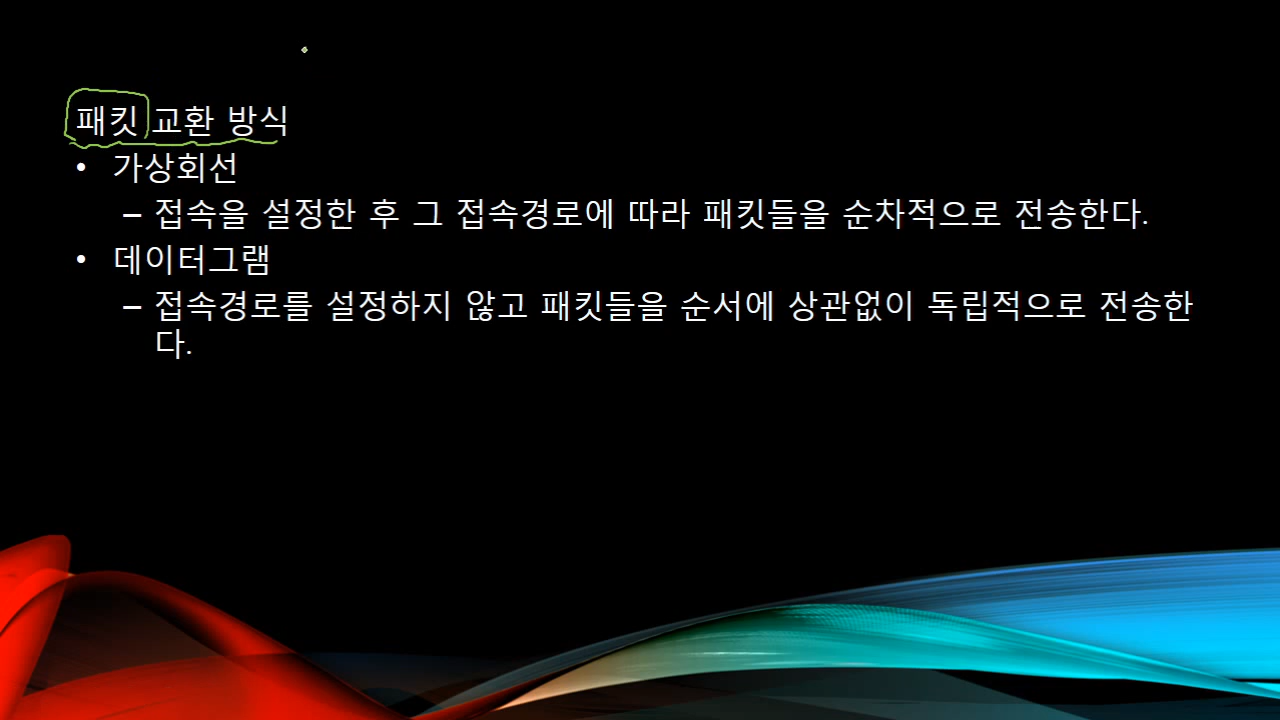 패킷 교환 방식
• 가상회선
– 접속을 설정한 후 그 접속경로에 따라 패킷들을 순차적으로 전송한다.
• 데이터그램
– 접속경로를 설정하지 않고 패킷들을 순서에 상관없이 독립적으로 전송한
다.